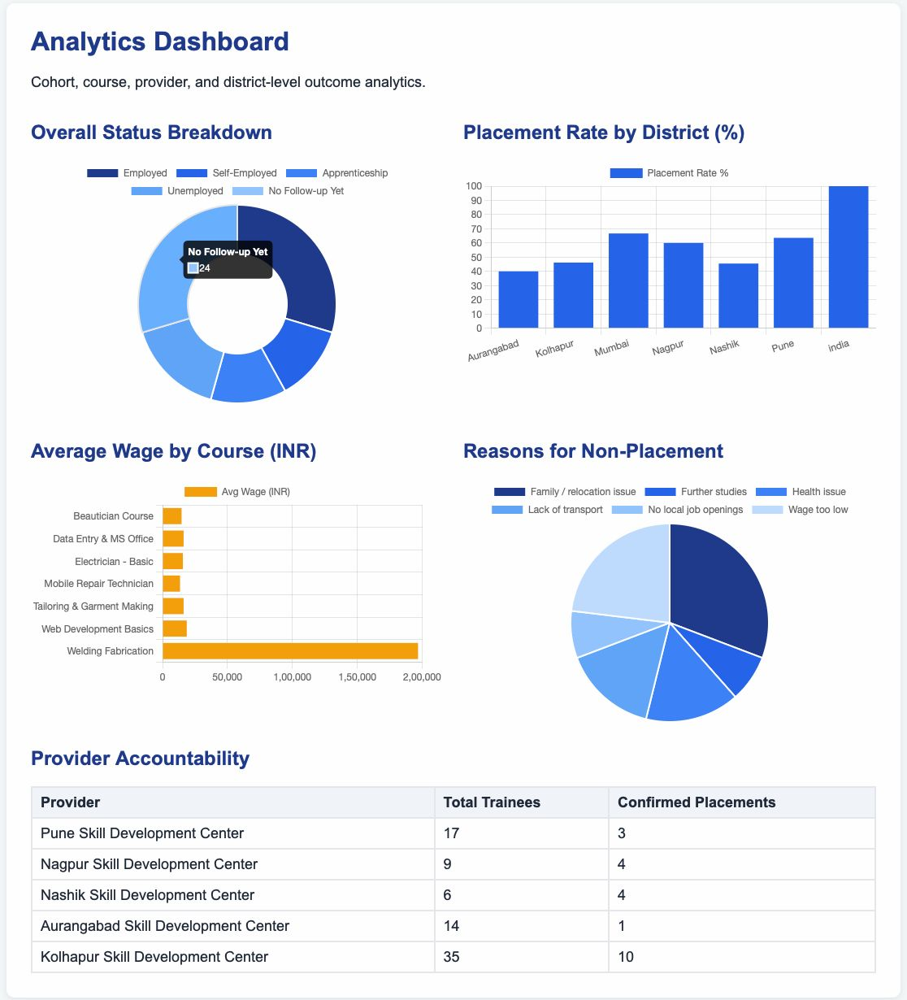 Analytics Dashboard
Cohort, course, provider, and district-level outcome analytics.
Overall Status Breakdown
Employed Self-Employed Apprenticeship
Unemployed No Follow-up Yet
No Follow-up Yet
24
Placement Rate by District (%)
Placement Rate %
100
90
80
70
60
50
40
30
20
10
0
Aurangabad Kolhapur Mumbai Nagpur Nashik Pune india
Average Wage by Course (INR)
Avg Wage (INR)
Beautician Course
Data Entry & MS Office
Electrician - Basic
Mobile Repair Technician
Tailoring & Garment Making
Web Development Basics
Welding Fabrication
0 50,000 1,00,000 1,50,000 2,00,000
Reasons for Non-Placement
Family / relocation issue Further studies Health issue
Lack of transport No local job openings Wage too low
Provider Accountability
Provider Total Trainees Confirmed Placements
Pune Skill Development Center 17 3
Nagpur Skill Development Center 9 4
Nashik Skill Development Center 6 4
Aurangabad Skill Development Center 14 1
Kolhapur Skill Development Center 35 10